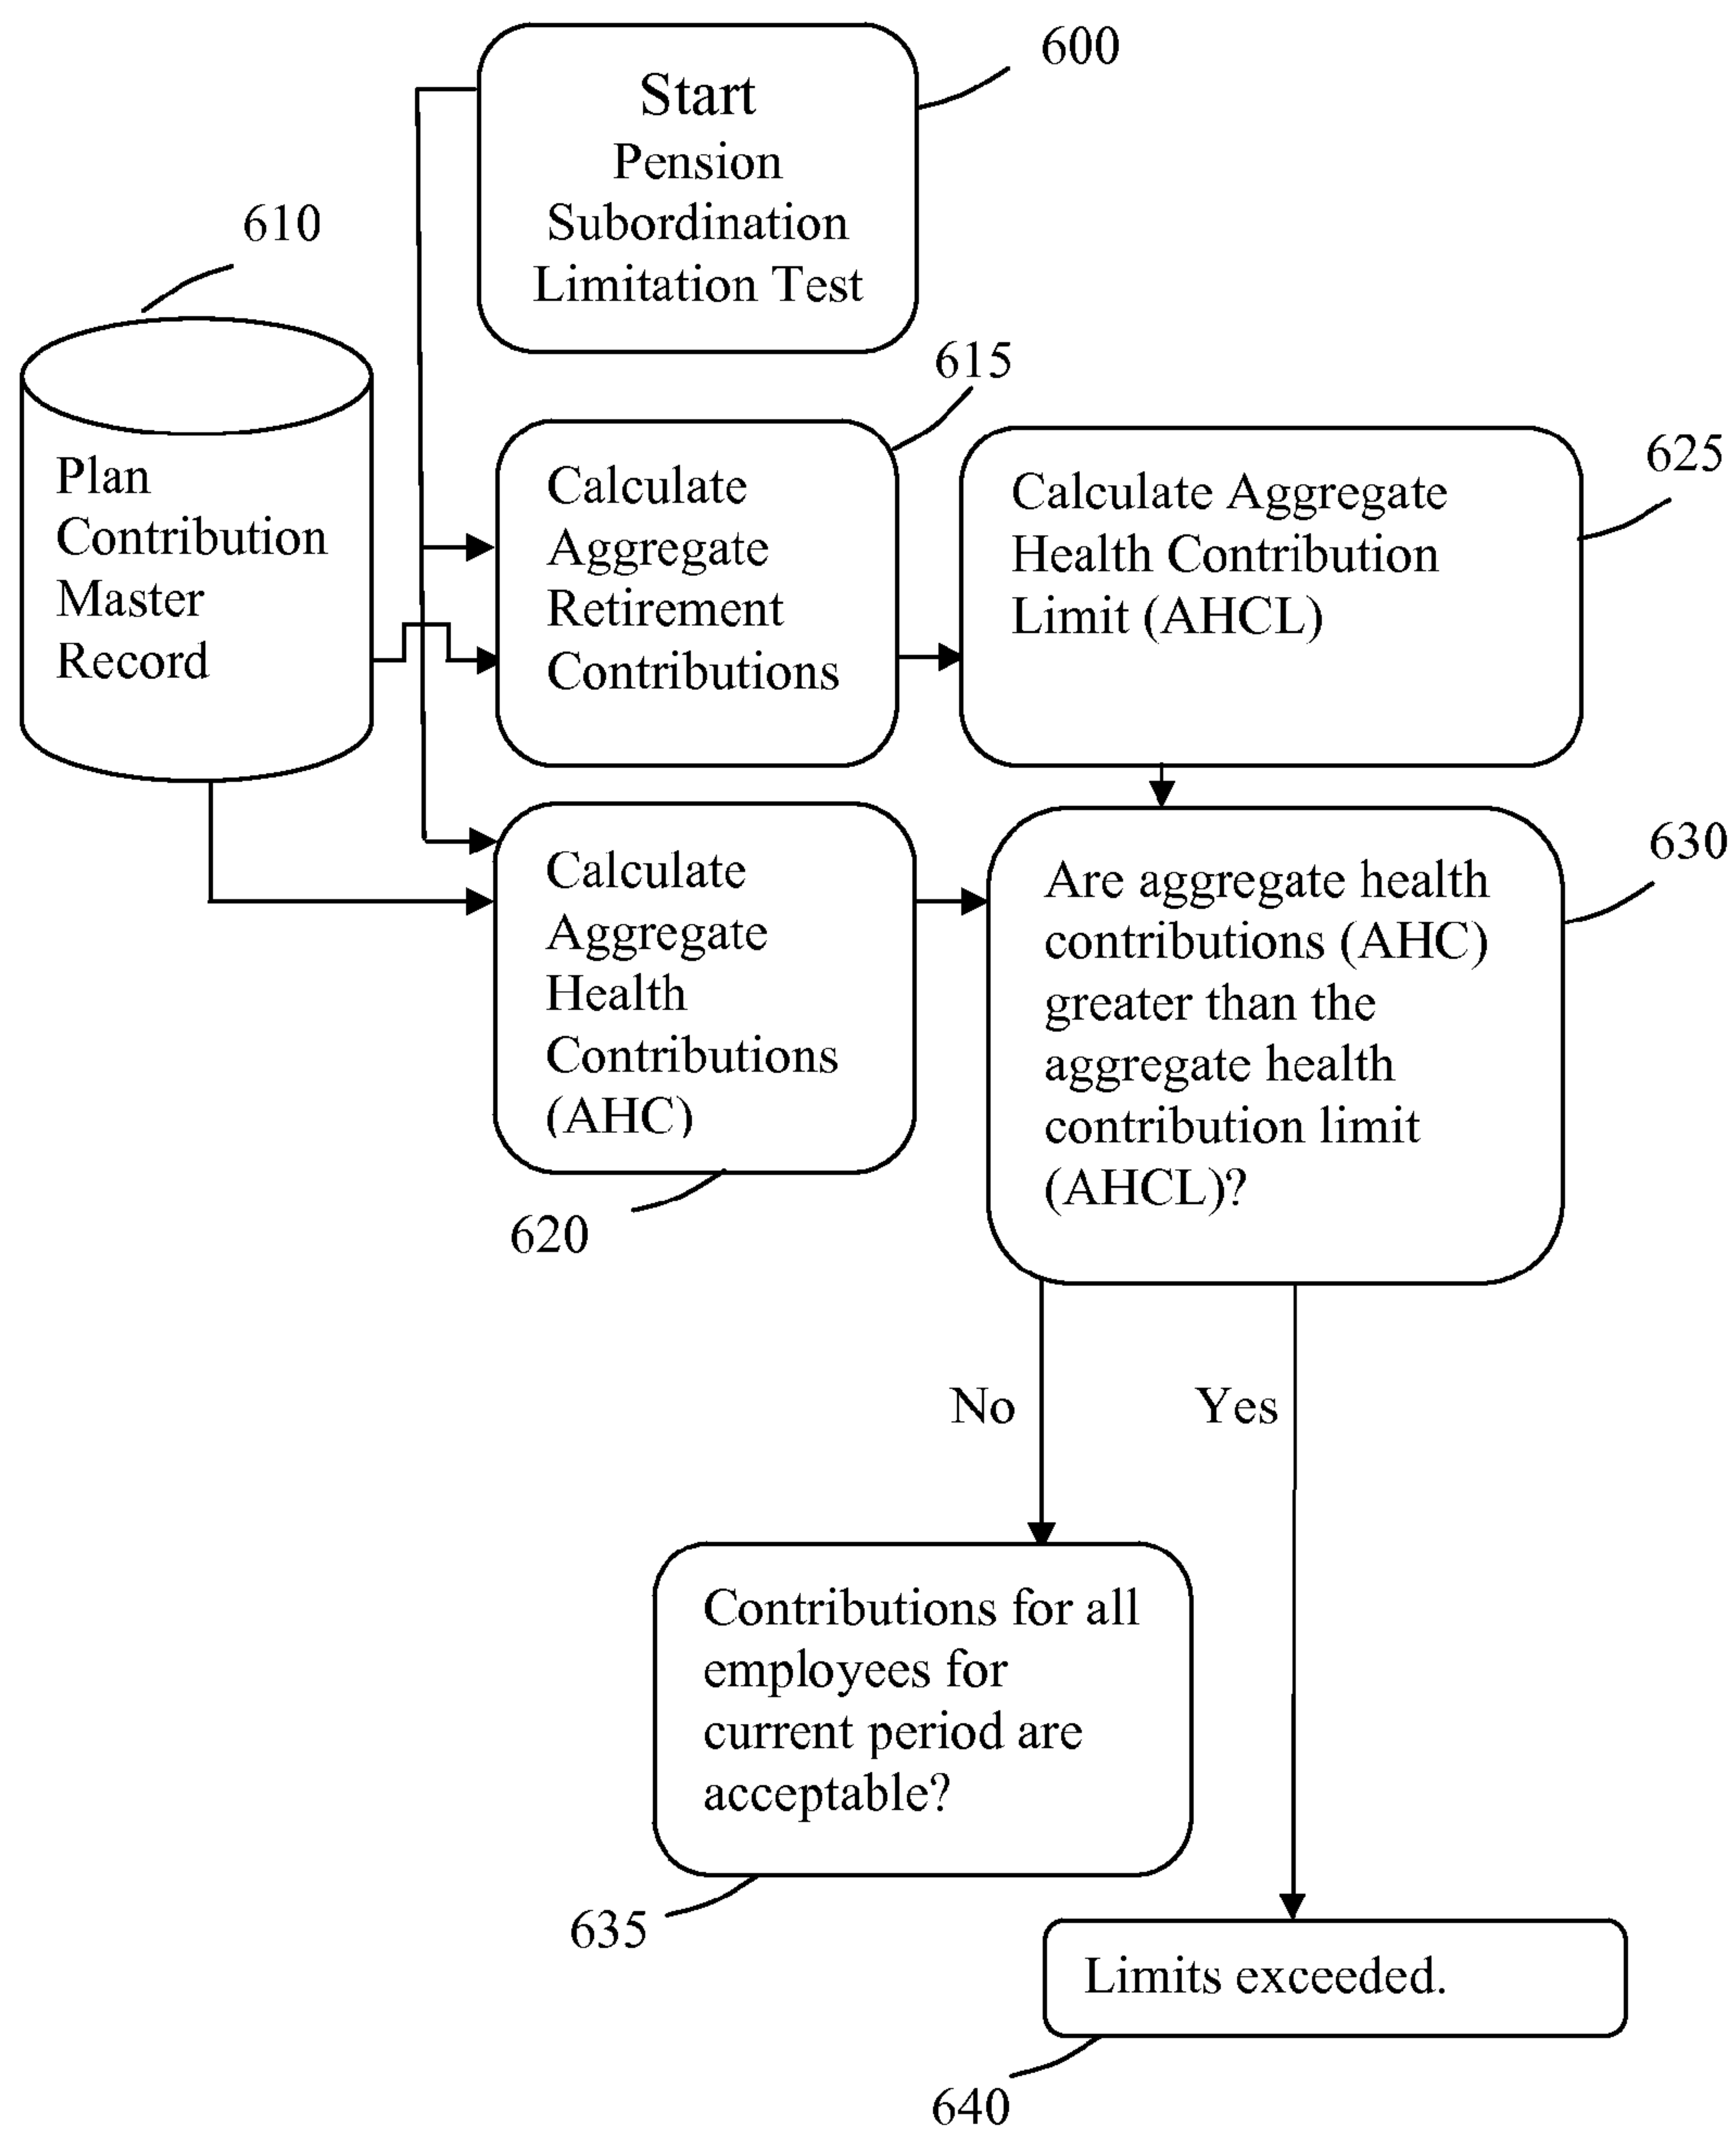 600
Start
Pension
Subordination
Limitation Test
610
Plan
Contribution
Master
Record
615
Calculate
Aggregate
Retirement
Contributions
625
Calculate Aggregate
Health Contribution
Limit (AHCL)
Calculate
Aggregate
Health
Contributions
(AHC)
620
630
Are aggregate health
contributions (AHC)
greater than the
aggregate health
contribution limit
(AHCL)?
No
Yes
Contributions for all
employees for
current period are
acceptable?
635
Limits exceeded.
640